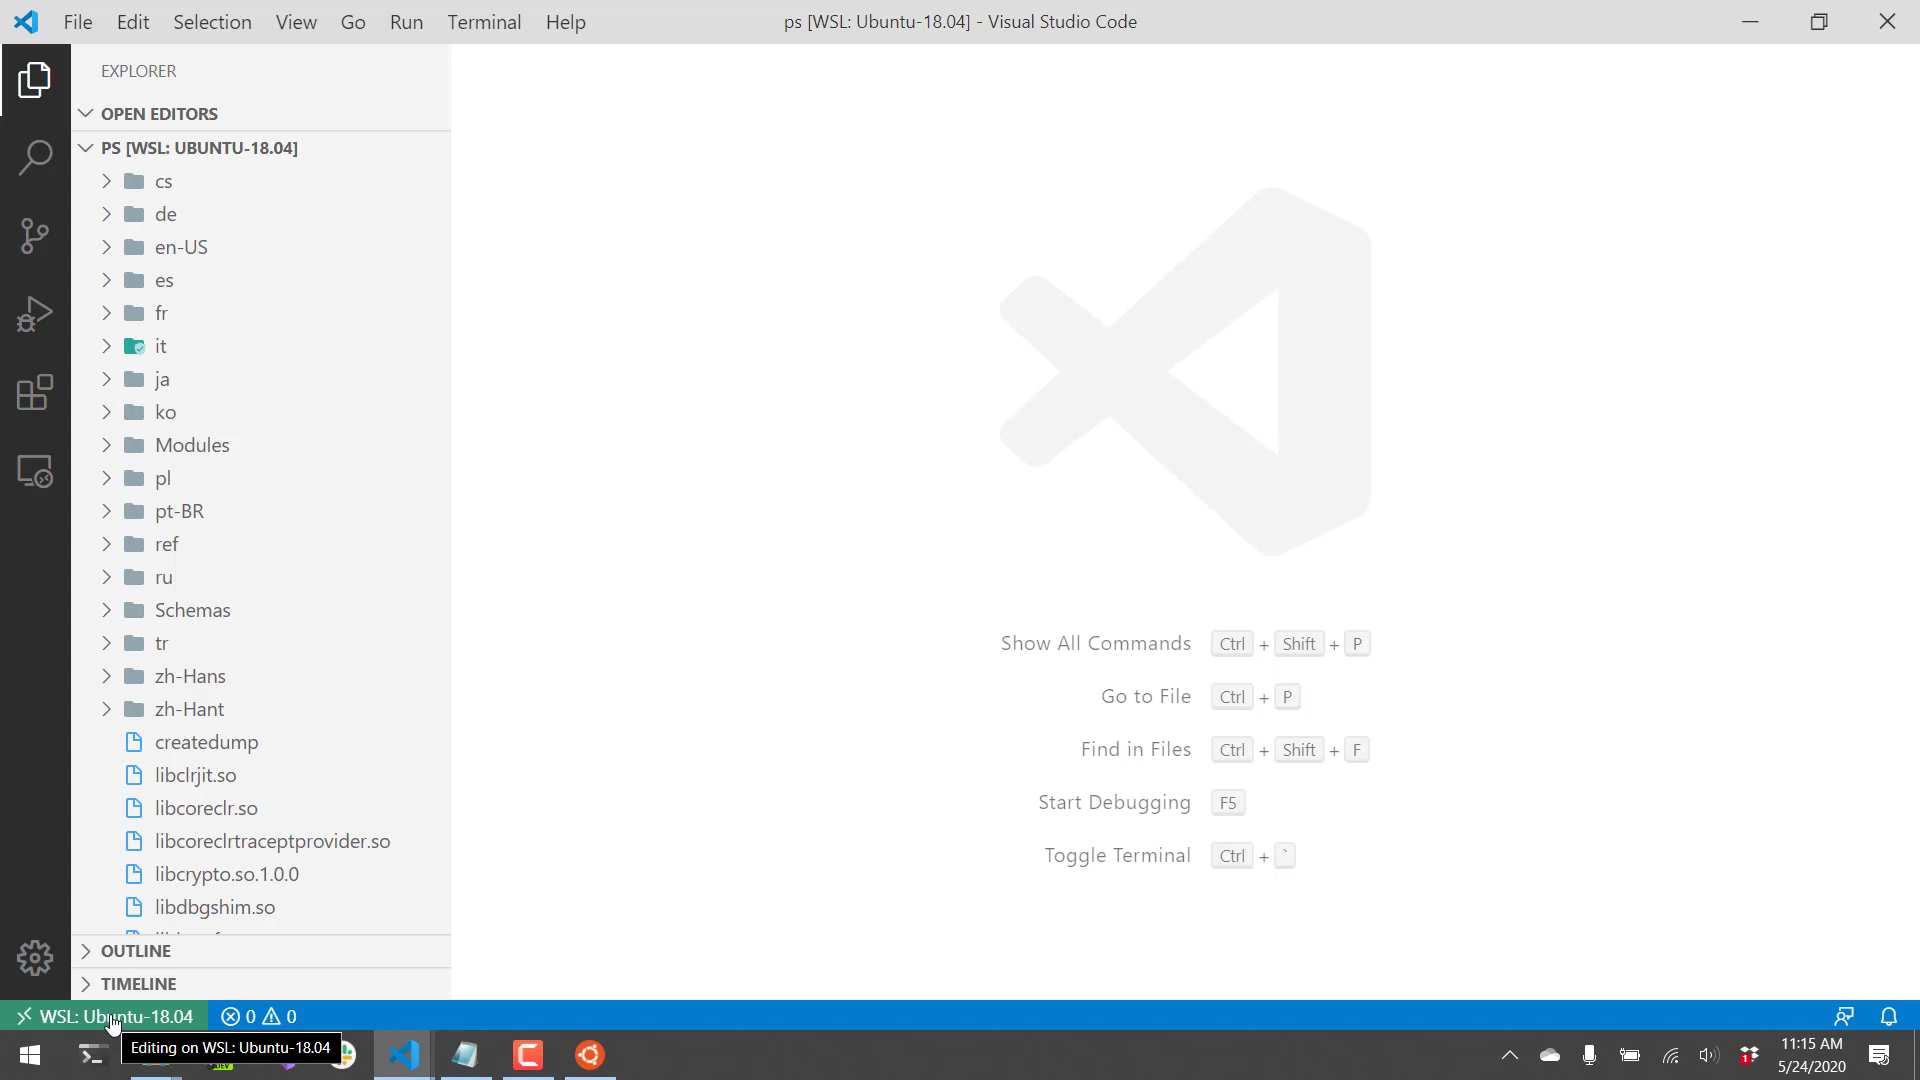 File Edit Selection View Go Run Terminal Help
ps [WSL: Ubuntu-18.04] - Visual Studio Code
EXPLORER
OPEN EDITORS
PS [WSL: UBUNTU-18.04]
cs
de
en-US
es
fr
it
ja
ko
Modules
pl
pt-BR
ref
ru
Schemas
tr
zh-Hans
zh-Hant
createdump
libclrjit.so
libcoreclr.so
libcoreclrtraceptprovider.so
libcrypto.so.1.0.0
libdbgshim.so
OUTLINE
TIMELINE
Show All Commands Ctrl + Shift + P
Go to File Ctrl + P
Find in Files Ctrl + Shift + F
Start Debugging F5
Toggle Terminal Ctrl + `
WSL: Ubuntu-18.04 0 0
Editing on WSL: Ubuntu-18.04
1
11:15 AM
5/24/2020